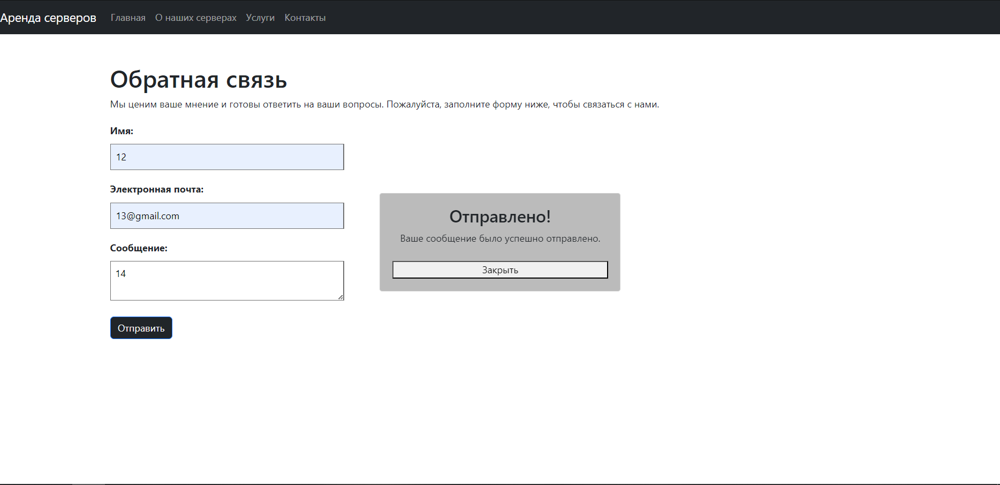 Аренда серверов Главная О наших серверах Услуги Контакты
Обратная связь
Мы ценим ваше мнение и готовы ответить на ваши вопросы. Пожалуйста, заполните форму ниже, чтобы связаться с нами.
Имя:
12
Электронная почта:
13@gmail.com
Сообщение:
14
Отправить
Отправлено!
Ваше сообщение было успешно отправлено.
Закрыть